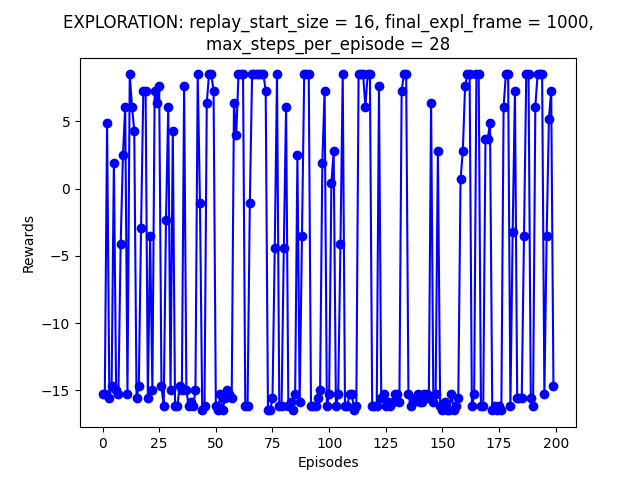 EXPLORATION: replay_start_size = 16, final_expl_frame = 1000,
max_steps_per_episode = 28
5
0
−5
−10
−15
Rewards
0 25 50 75 100 125 150 175 200
Episodes